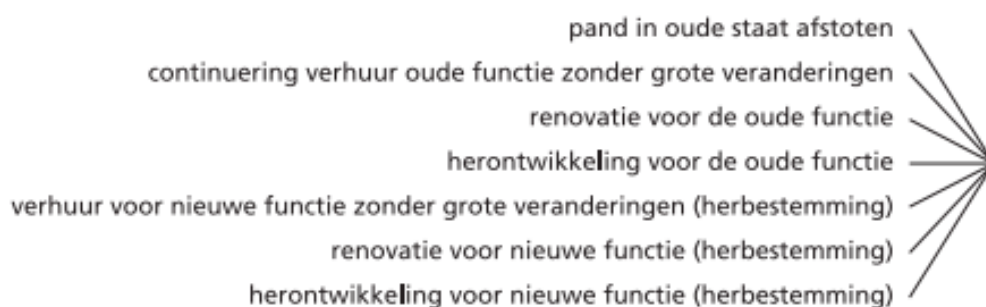 pand in oude staat afstoten
continuering verhuur oude functie zonder grote veranderingen
renovatie voor de oude functie
herontwikkeling voor de oude functie
verhuur voor nieuwe functie zonder grote veranderingen (herbestemming)
renovatie voor nieuwe functie (herbestemming)
herontwikkeling voor nieuwe functie (herbestemming)